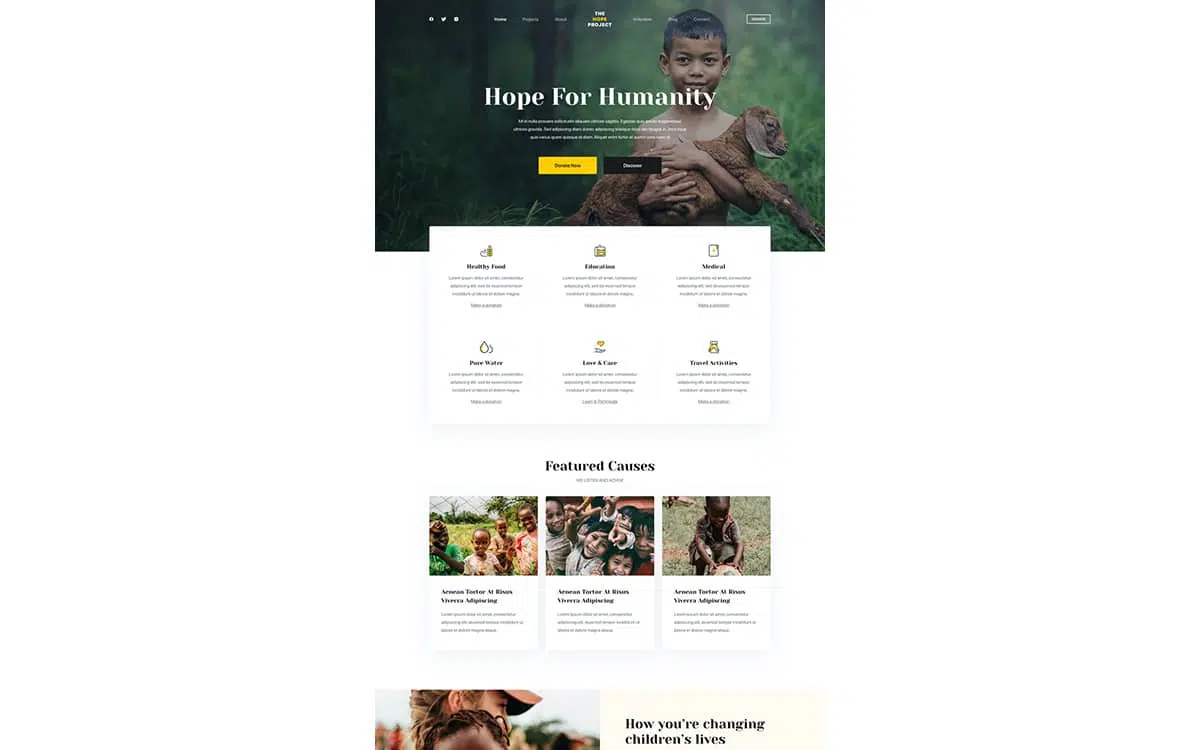 Home
Projects
About
THE
HOPE
PROJECT
Volunteer
Blog
Contact
DONATE
Hope For Humanity
Donate Now
Discover
Healthy Food
Lorem ipsum dolor sit amet, consectetur
adipiscing elit, sed do eiusmod tempor
incididunt ut labore et dolore magna.
Make a donation
Education
Lorem ipsum dolor sit amet, consectetur
adipiscing elit, sed do eiusmod tempor
incididunt ut labore et dolore magna.
Make a donation
Medical
Lorem ipsum dolor sit amet, consectetur
adipiscing elit, sed do eiusmod tempor
incididunt ut labore et dolore magna.
Make a donation
Pure Water
Lorem ipsum dolor sit amet, consectetur
adipiscing elit, sed do eiusmod tempor
incididunt ut labore et dolore magna.
Make a donation
Love & Care
Lorem ipsum dolor sit amet, consectetur
adipiscing elit, sed do eiusmod tempor
incididunt ut labore et dolore magna.
Travel Activities
Lorem ipsum dolor sit amet, consectetur
adipiscing elit, sed do eiusmod tempor
incididunt ut labore et dolore magna.
Make a donation
Featured Causes
WE LISTEN AND ADVISE
Aenean Tortor At Risus
Viverra Adipiscing
Lorem ipsum dolor sit amet, consectetur
adipiscing elit, eiusmod tempor incididunt ut
labore et dolore magna aliqua.
Aenean Tortor At Risus
Viverra Adipiscing
Lorem ipsum dolor sit amet, consectetur
adipiscing elit, eiusmod tempor incididunt ut
labore et dolore magna aliqua.
Aenean Tortor At Risus
Viverra Adipiscing
Lorem ipsum dolor sit amet, consectetur
adipiscing elit, eiusmod tempor incididunt ut
labore et dolore magna aliqua.
How you're changing
children's lives